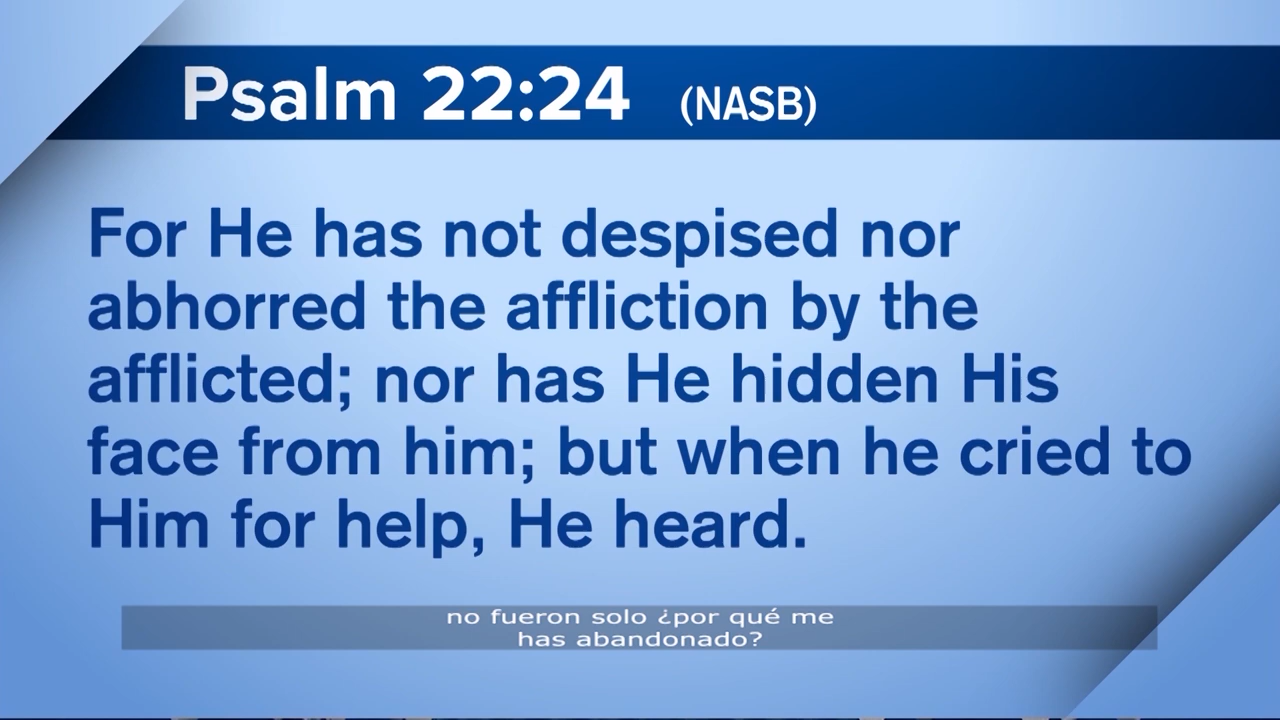 Psalm 22:24 (NASB)
For He has not despised nor
abhorred the affliction by the
afflicted; nor has He hidden His
face from him; but when he cried to
Him for help, He heard.
no fueron solo ¿por qué me
has abandonado?